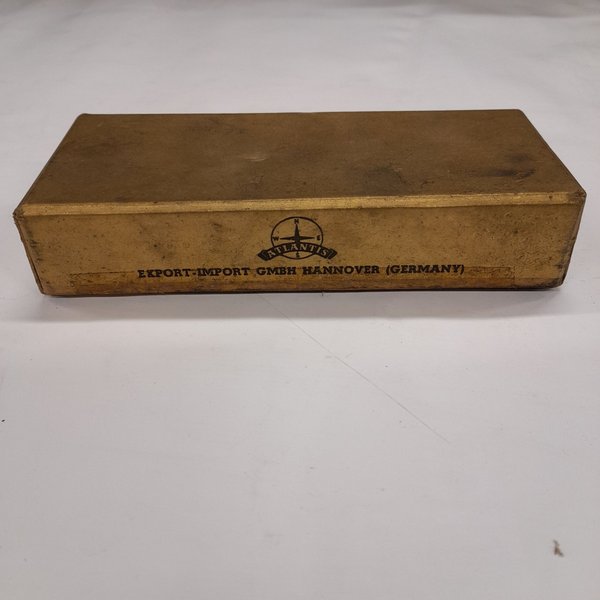 N
W E
ATLANTIS
S
EXPORT-IMPORT GMBH HANNOVER (GERMANY)